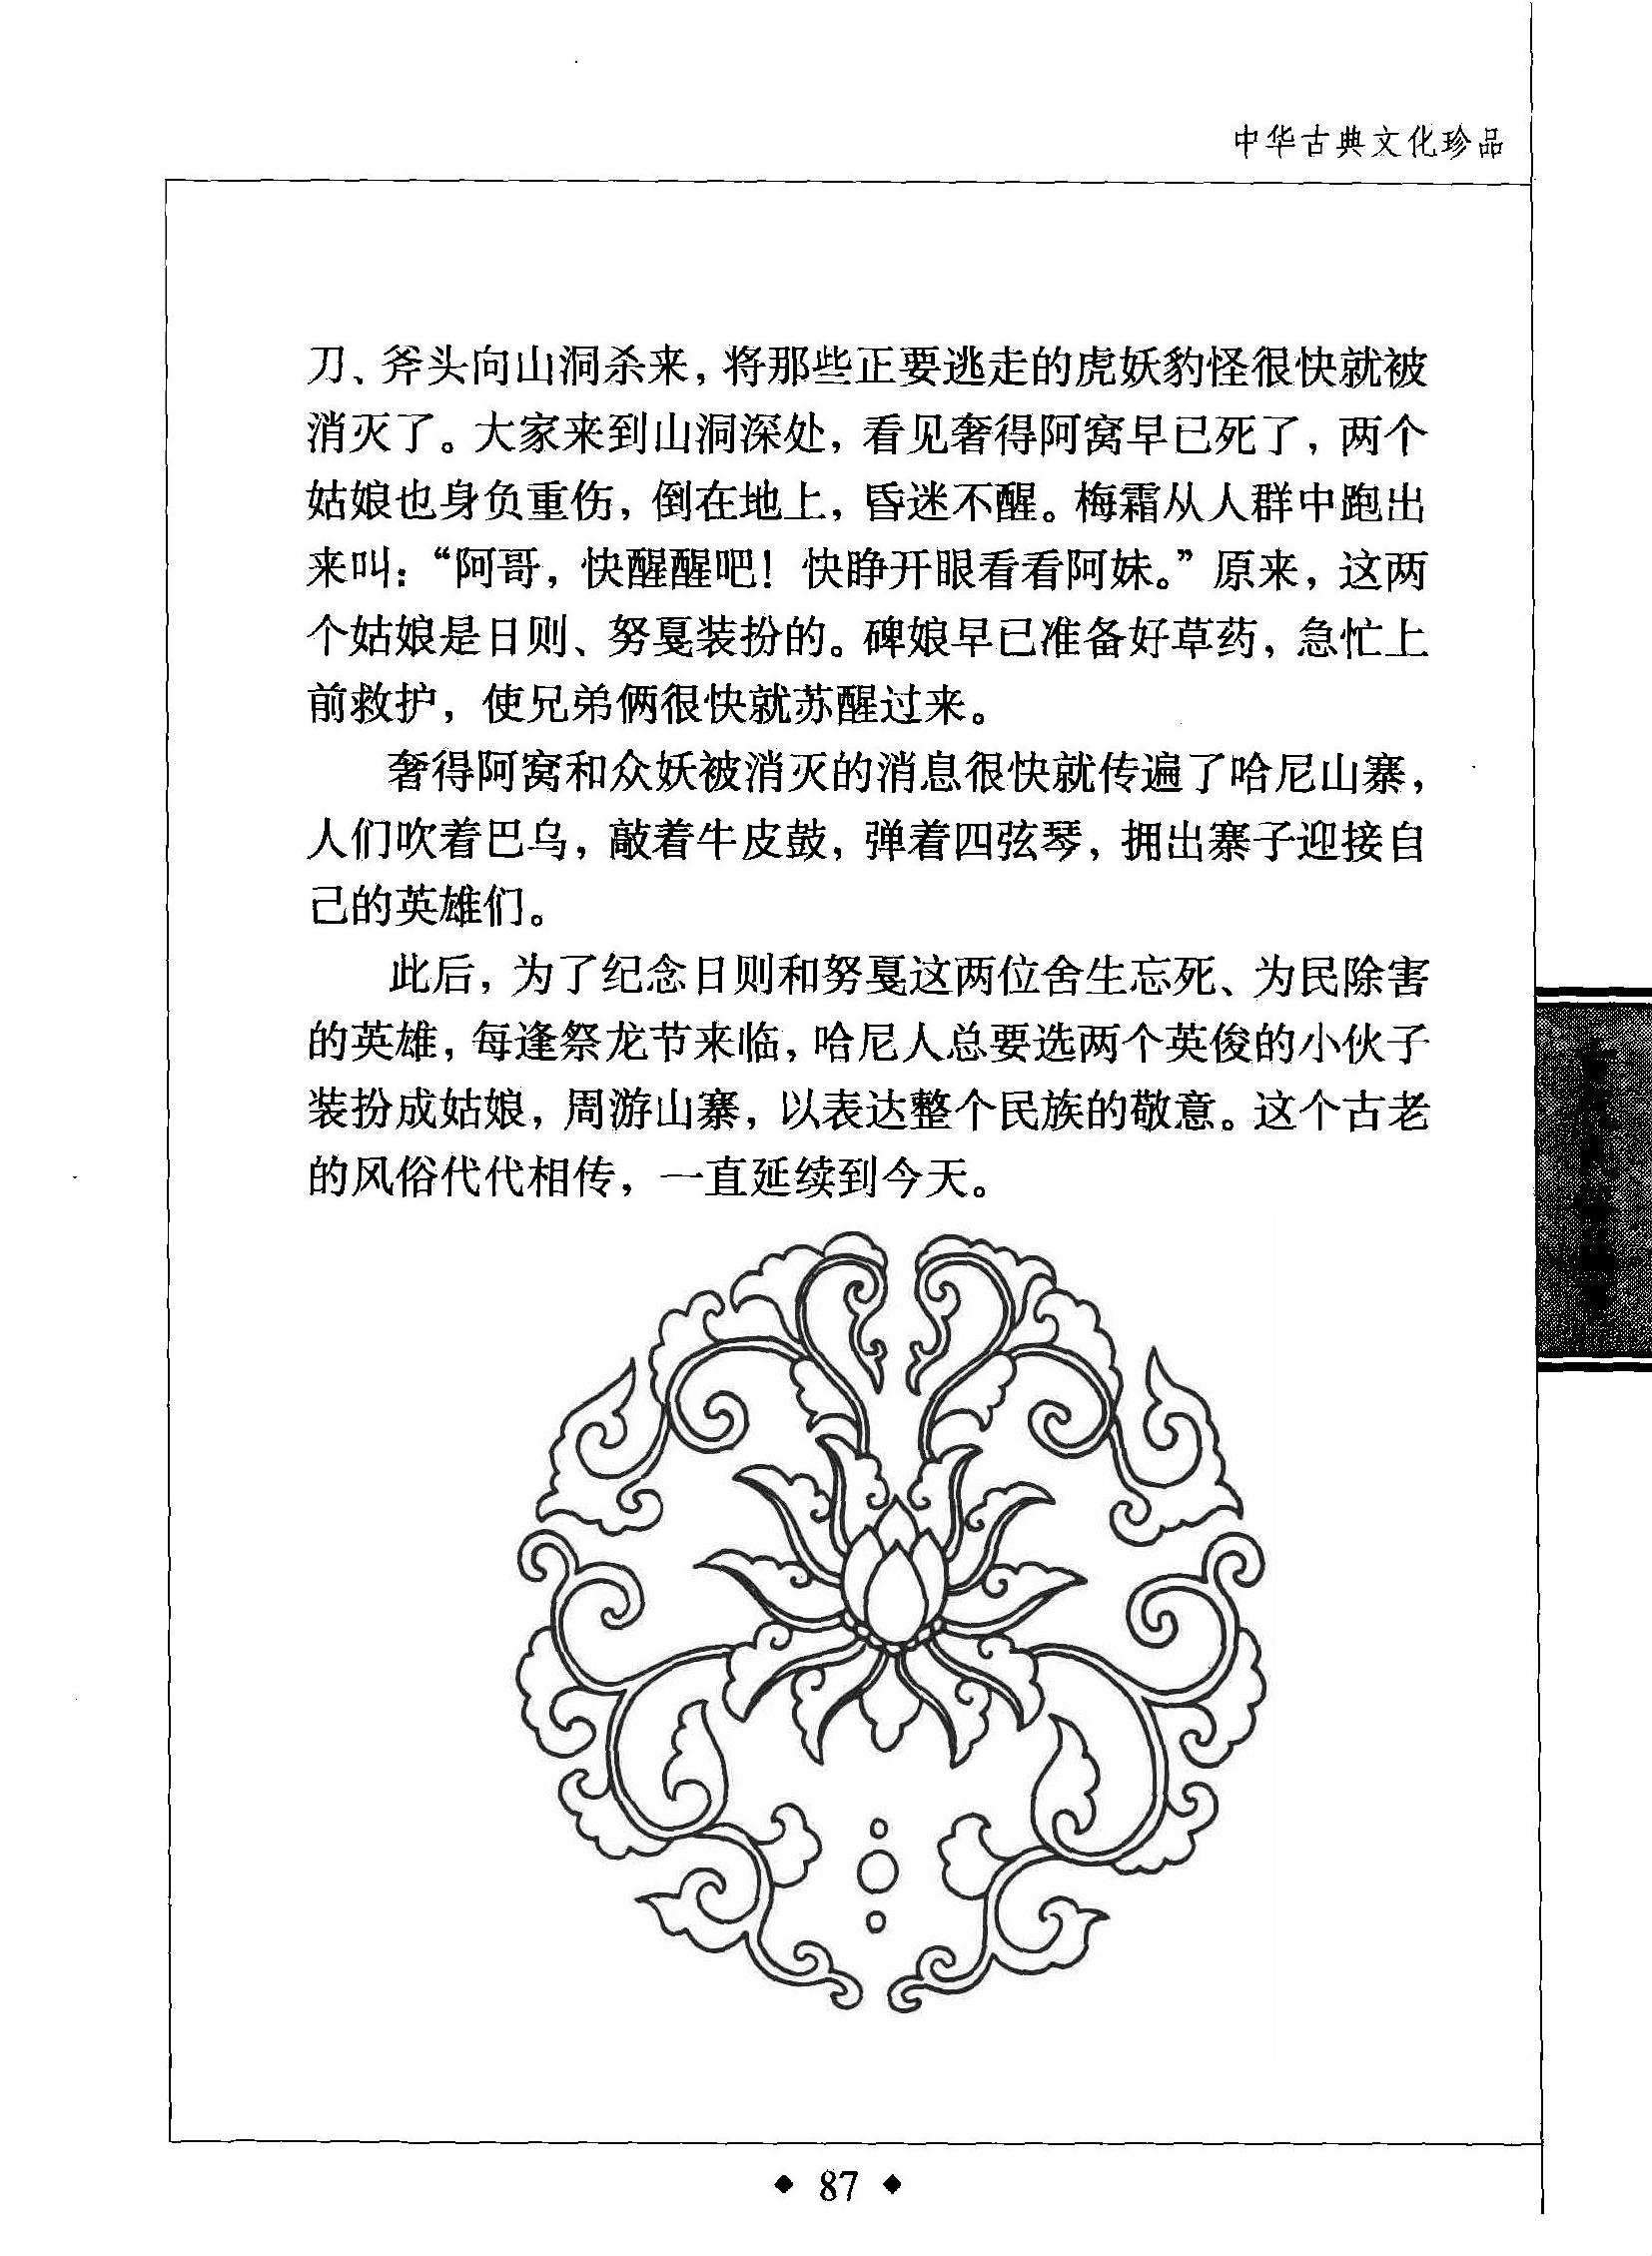 中华古典文化珍品
刀、斧头向山洞杀来，将那些正要逃走的虎妖豹怪很快就被
消灭了。大家来到山洞深处，看见奢得阿窝早已死了，两个
姑娘也身负重伤，倒在地上，昏迷不醒。梅霜从人群中跑出
来叫：“阿哥，快醒醒吧！快睁开眼看看阿妹。”原来，这两
个姑娘是日则、努戛装扮的。碑娘早已准备好草药，急忙上
前救护，使兄弟俩很快就苏醒过来。
奢得阿窝和众妖被消灭的消息很快就传遍了哈尼山寨，
人们吹着巴乌，敲着牛皮鼓，弹着四弦琴，拥出寨子迎接自
己的英雄们。
此后，为了纪念日则和努戛这两位舍生忘死、为民除害
的英雄，每逢祭龙节来临，哈尼人总要选两个英俊的小伙子
装扮成姑娘，周游山寨，以表达整个民族的敬意。这个古老
的风俗代代相传，一直延续到今天。
◆ 87 ◆